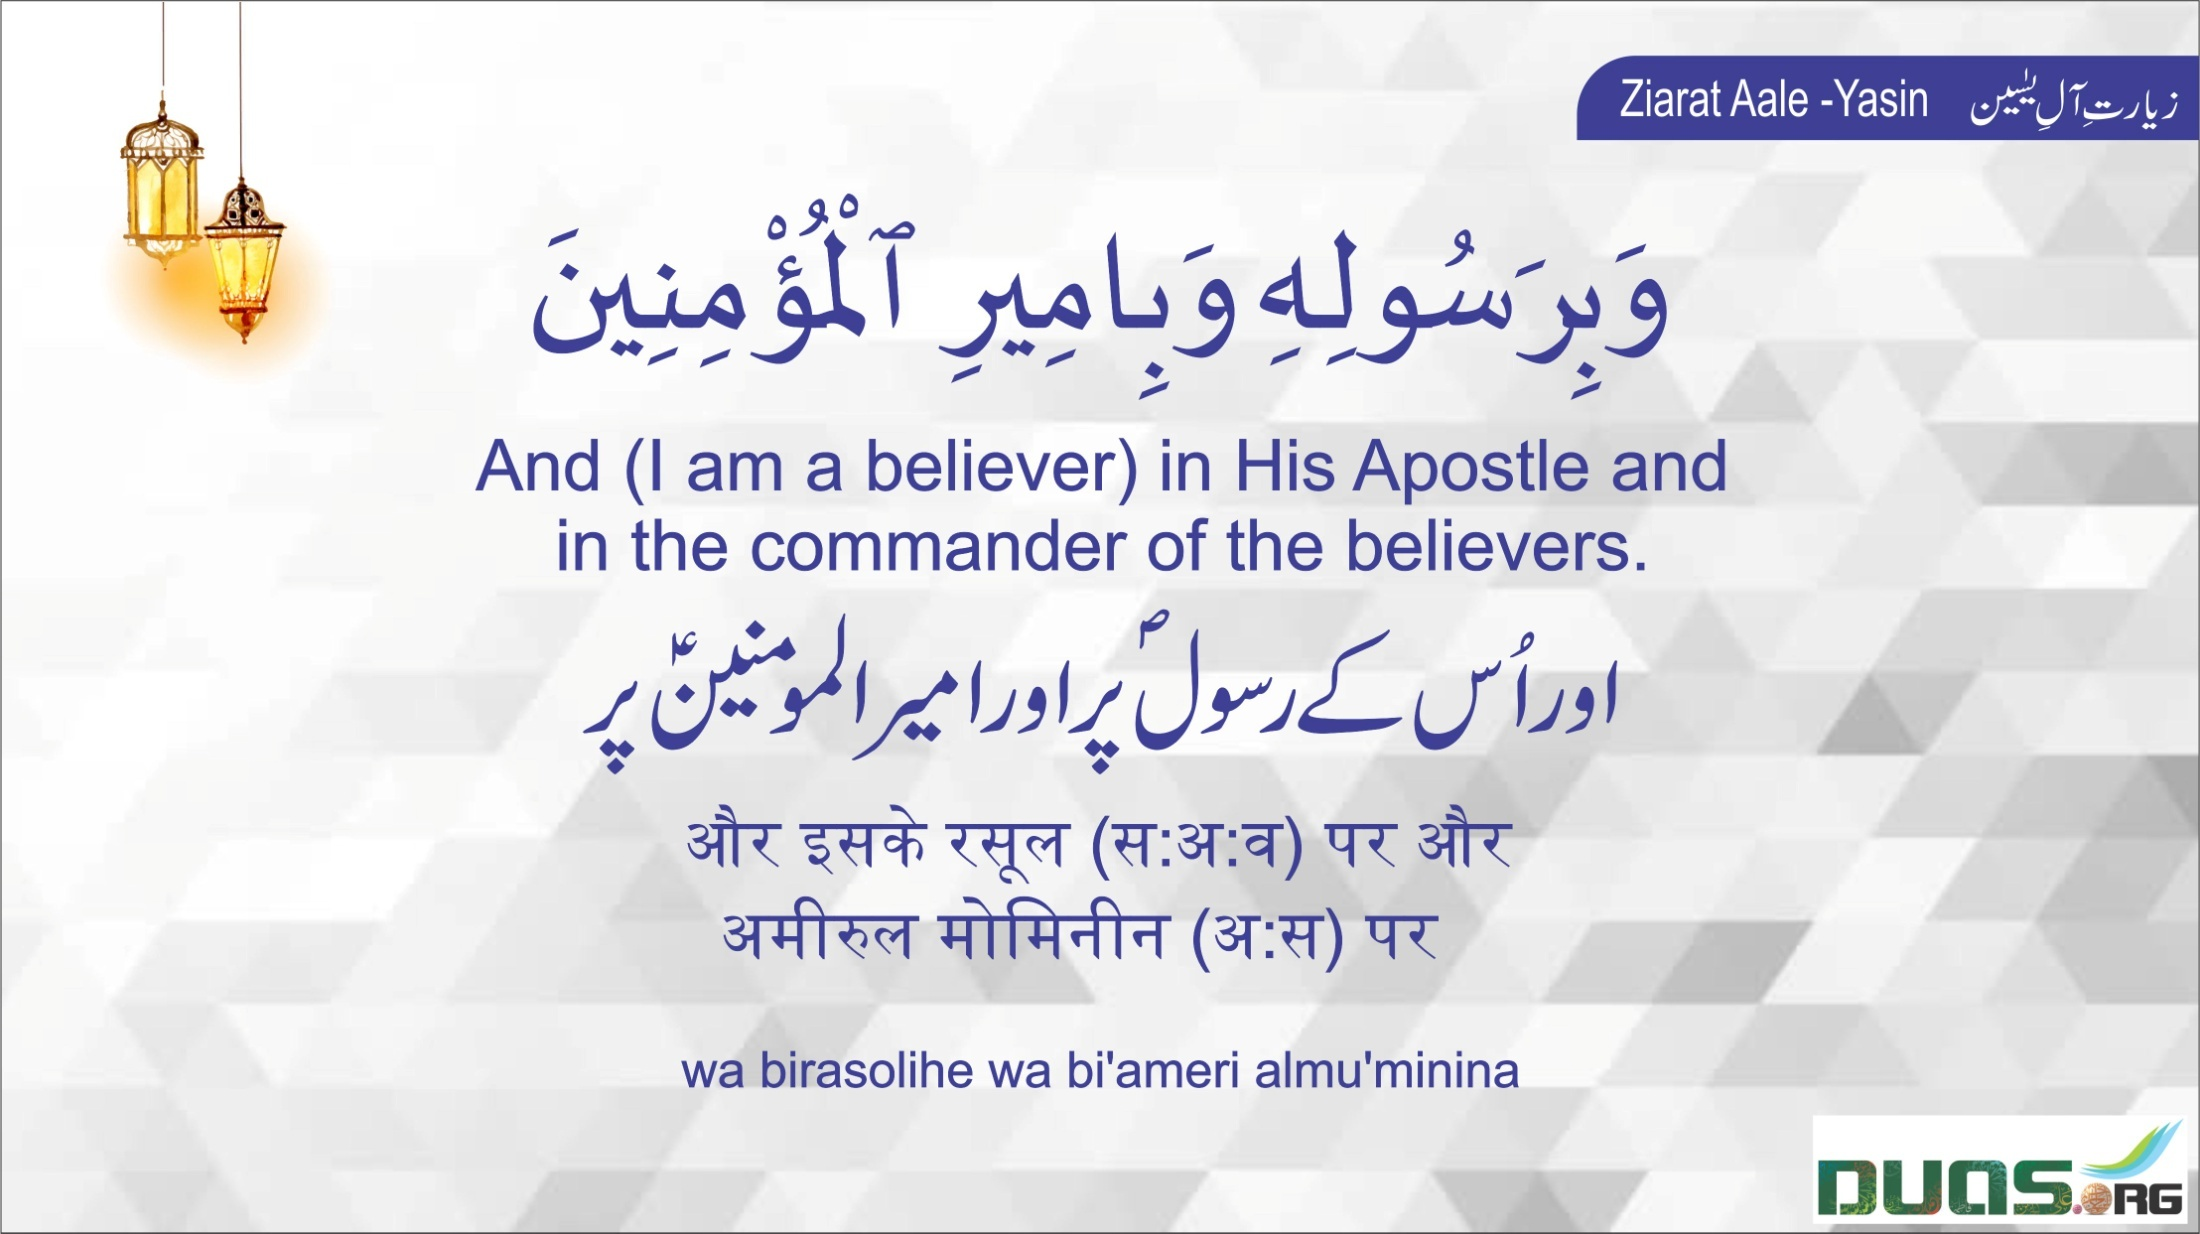 Ziarat Aale -Yasin زیارتِ آلِ یٰسین
وَبِرَسُولِهِ وَبِامِيرِ ٱلْمُؤْمِنِينَ
And (I am a believer) in His Apostle and
in the commander of the believers.
اور اُس کے رسولؐ پر اور امیر المومنینؑ پر
और इसके रसूल (स:अ:व) पर और
अमीरुल मोमिनीन (अ:स) पर
wa birasolihe wa bi'ameri almu'minina
DUAS.ORG